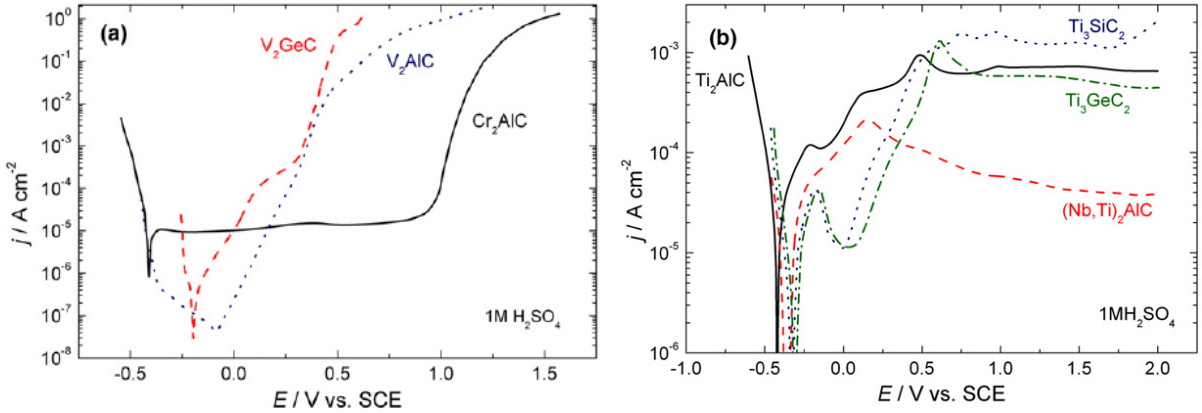 (a)
V₂GeC
V₂AlC
Cr₂AlC
1M H₂SO₄
j / A cm⁻²
10⁰
10⁻¹
10⁻²
10⁻³
10⁻⁴
10⁻⁵
10⁻⁶
10⁻⁷
10⁻⁸
-0.5 0.0 0.5 1.0 1.5
E / V vs. SCE
(b)
Ti₃SiC₂
Ti₂AlC
Ti₃GeC₂
(Nb,Ti)₂AlC
1MH₂SO₄
j / A cm⁻²
10⁻³
10⁻⁴
10⁻⁵
10⁻⁶
-1.0 -0.5 0.0 0.5 1.0 1.5 2.0
E / V vs. SCE